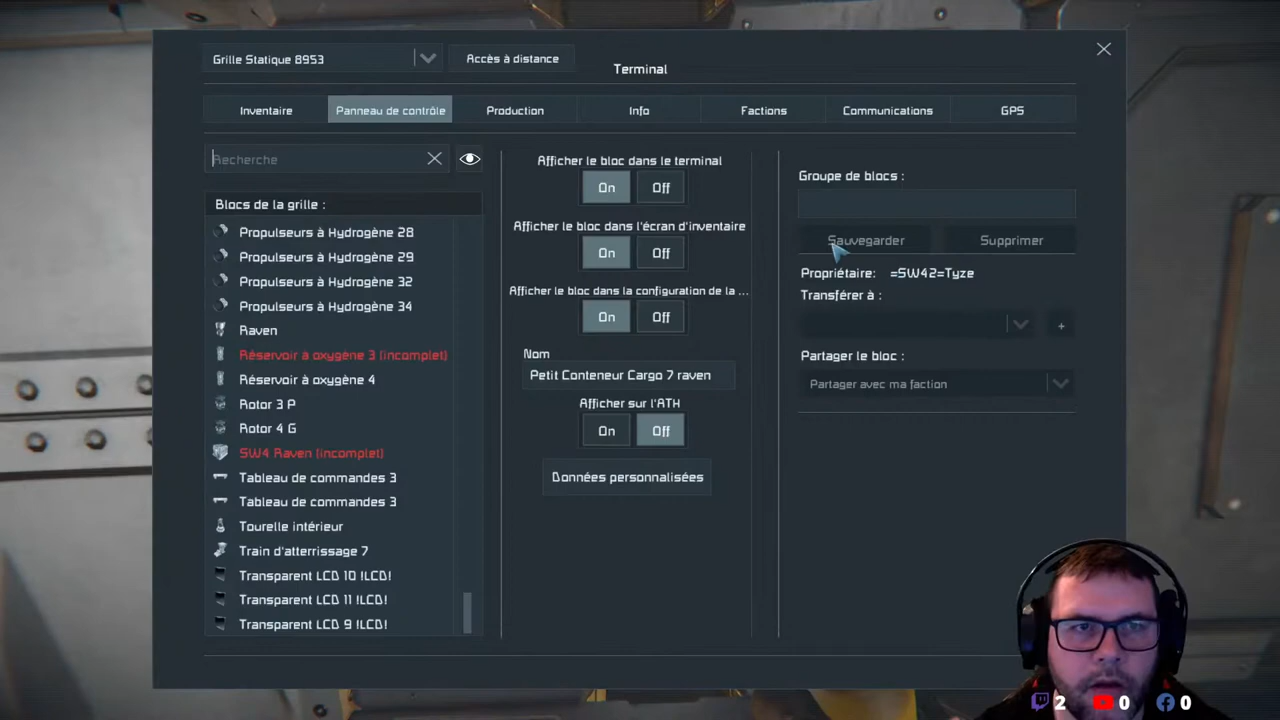 Grille Statique 8953
Accès à distance
Terminal
Inventaire
Panneau de contrôle
Production
Info
Factions
Communications
GPS
Recherche
Blocs de la grille :
Propulseurs à Hydrogène 28
Propulseurs à Hydrogène 29
Propulseurs à Hydrogène 32
Propulseurs à Hydrogène 34
Raven
Réservoir à oxygène 3 (incomplet)
Réservoir à oxygène 4
Rotor 3 P
Rotor 4 G
SW4 Raven (incomplet)
Tableau de commandes 3
Tableau de commandes 3
Tourelle intérieur
Train d'atterrissage 7
Transparent LCD 10 !LCD!
Transparent LCD 11 !LCD!
Transparent LCD 9 !LCD!
Afficher le bloc dans le terminal
On Off
Afficher le bloc dans l'écran d'inventaire
On Off
Afficher le bloc dans la configuration de la ...
On Off
Nom
Petit Conteneur Cargo 7 raven
Afficher sur l'ATH
On Off
Données personnalisées
Groupe de blocs :
Sauvegarder
Supprimer
Propriétaire: =SW42=Tyze
Transférer à :
+
Partager le bloc :
Partager avec ma faction
2 0 0